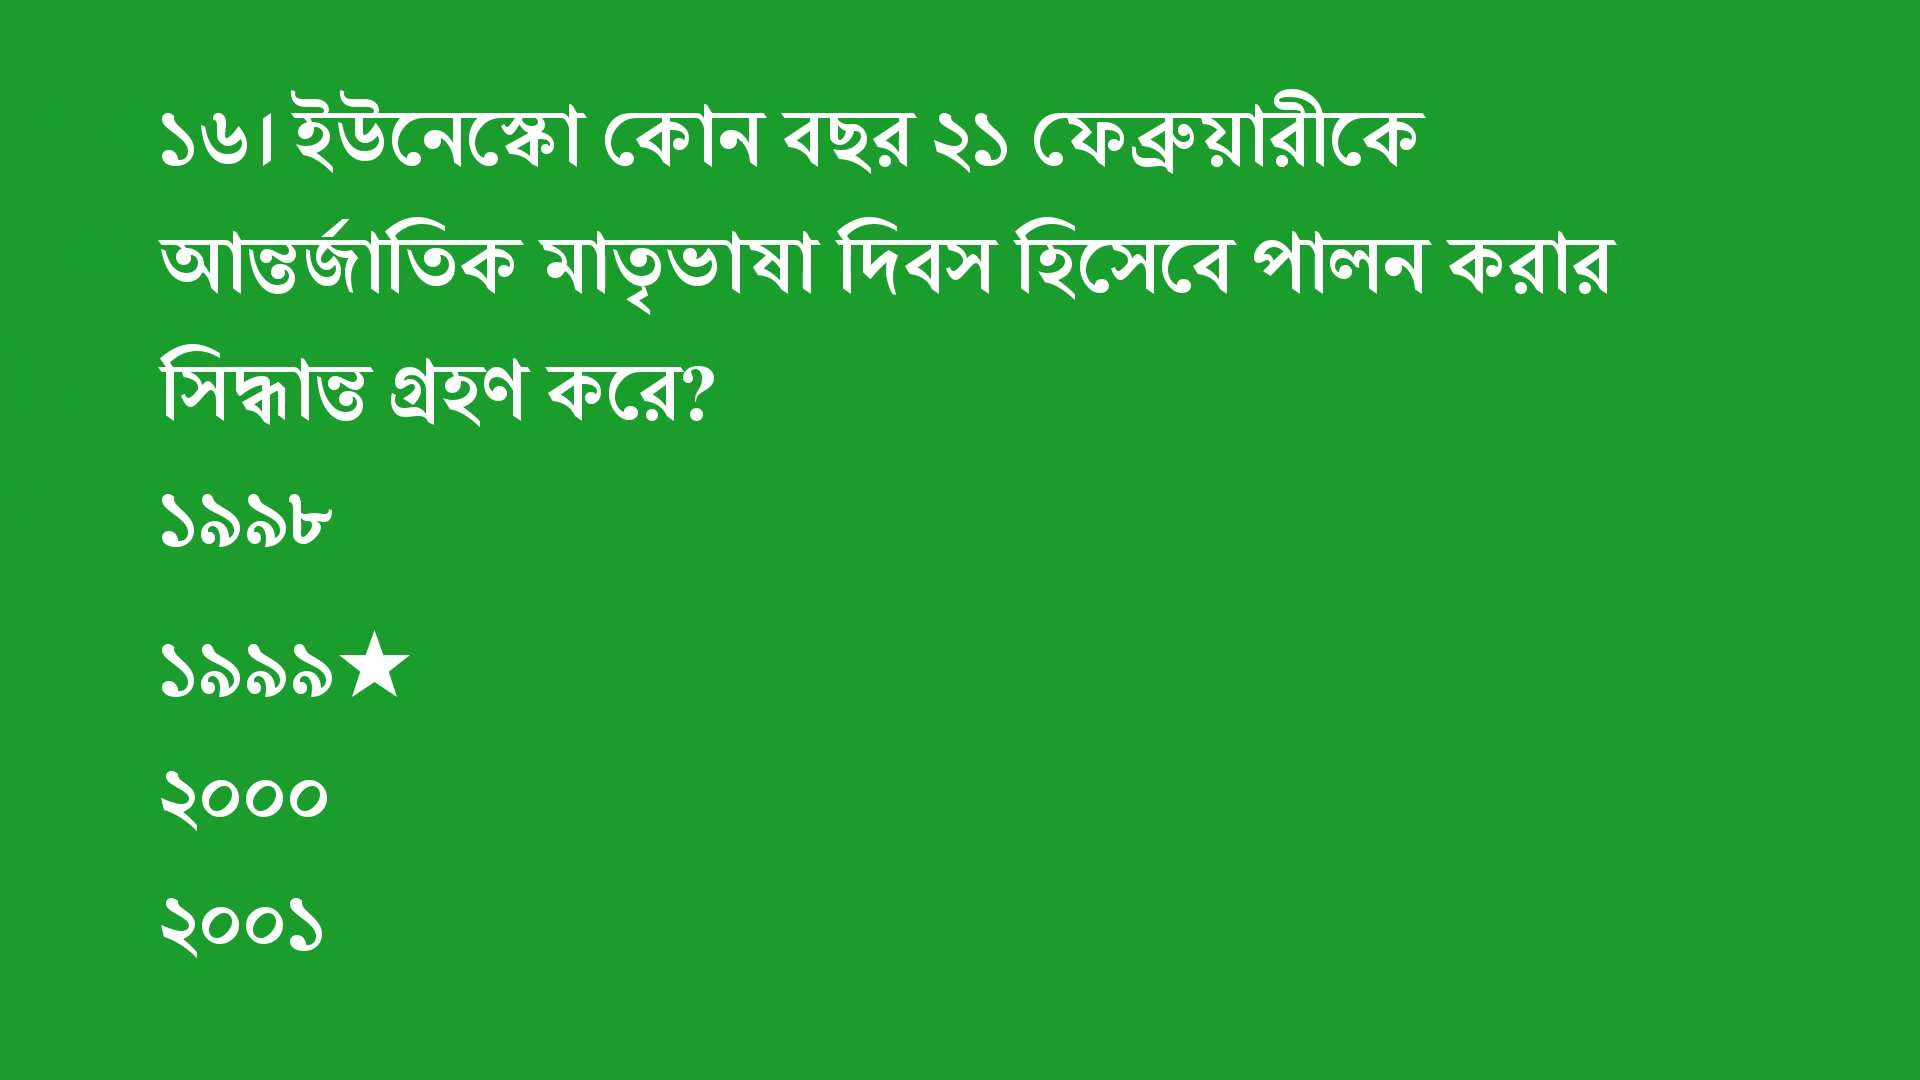 ১৬। ইউনেস্কো কোন বছর ২১ ফেব্রুয়ারীকে
আন্তর্জাতিক মাতৃভাষা দিবস হিসেবে পালন করার
সিদ্ধান্ত গ্রহণ করে?
১৯৯৮
১৯৯৯★
২০০০
২০০১